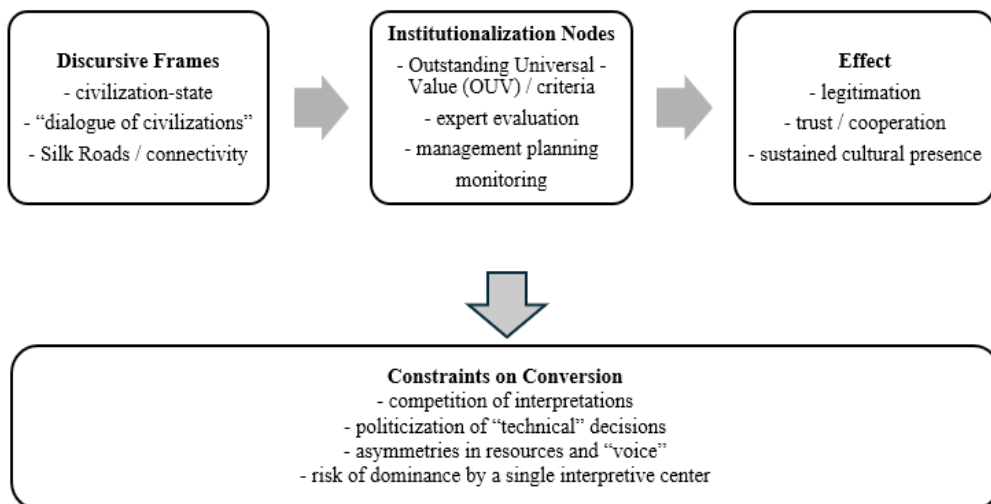 Discursive Frames
- civilization-state
- “dialogue of civilizations”
- Silk Roads / connectivity
Institutionalization Nodes
- Outstanding Universal -
Value (OUV) / criteria
- expert evaluation
- management planning
monitoring
Effect
- legitimation
- trust / cooperation
- sustained cultural presence
Constraints on Conversion
- competition of interpretations
- politicization of “technical” decisions
- asymmetries in resources and “voice”
- risk of dominance by a single interpretive center